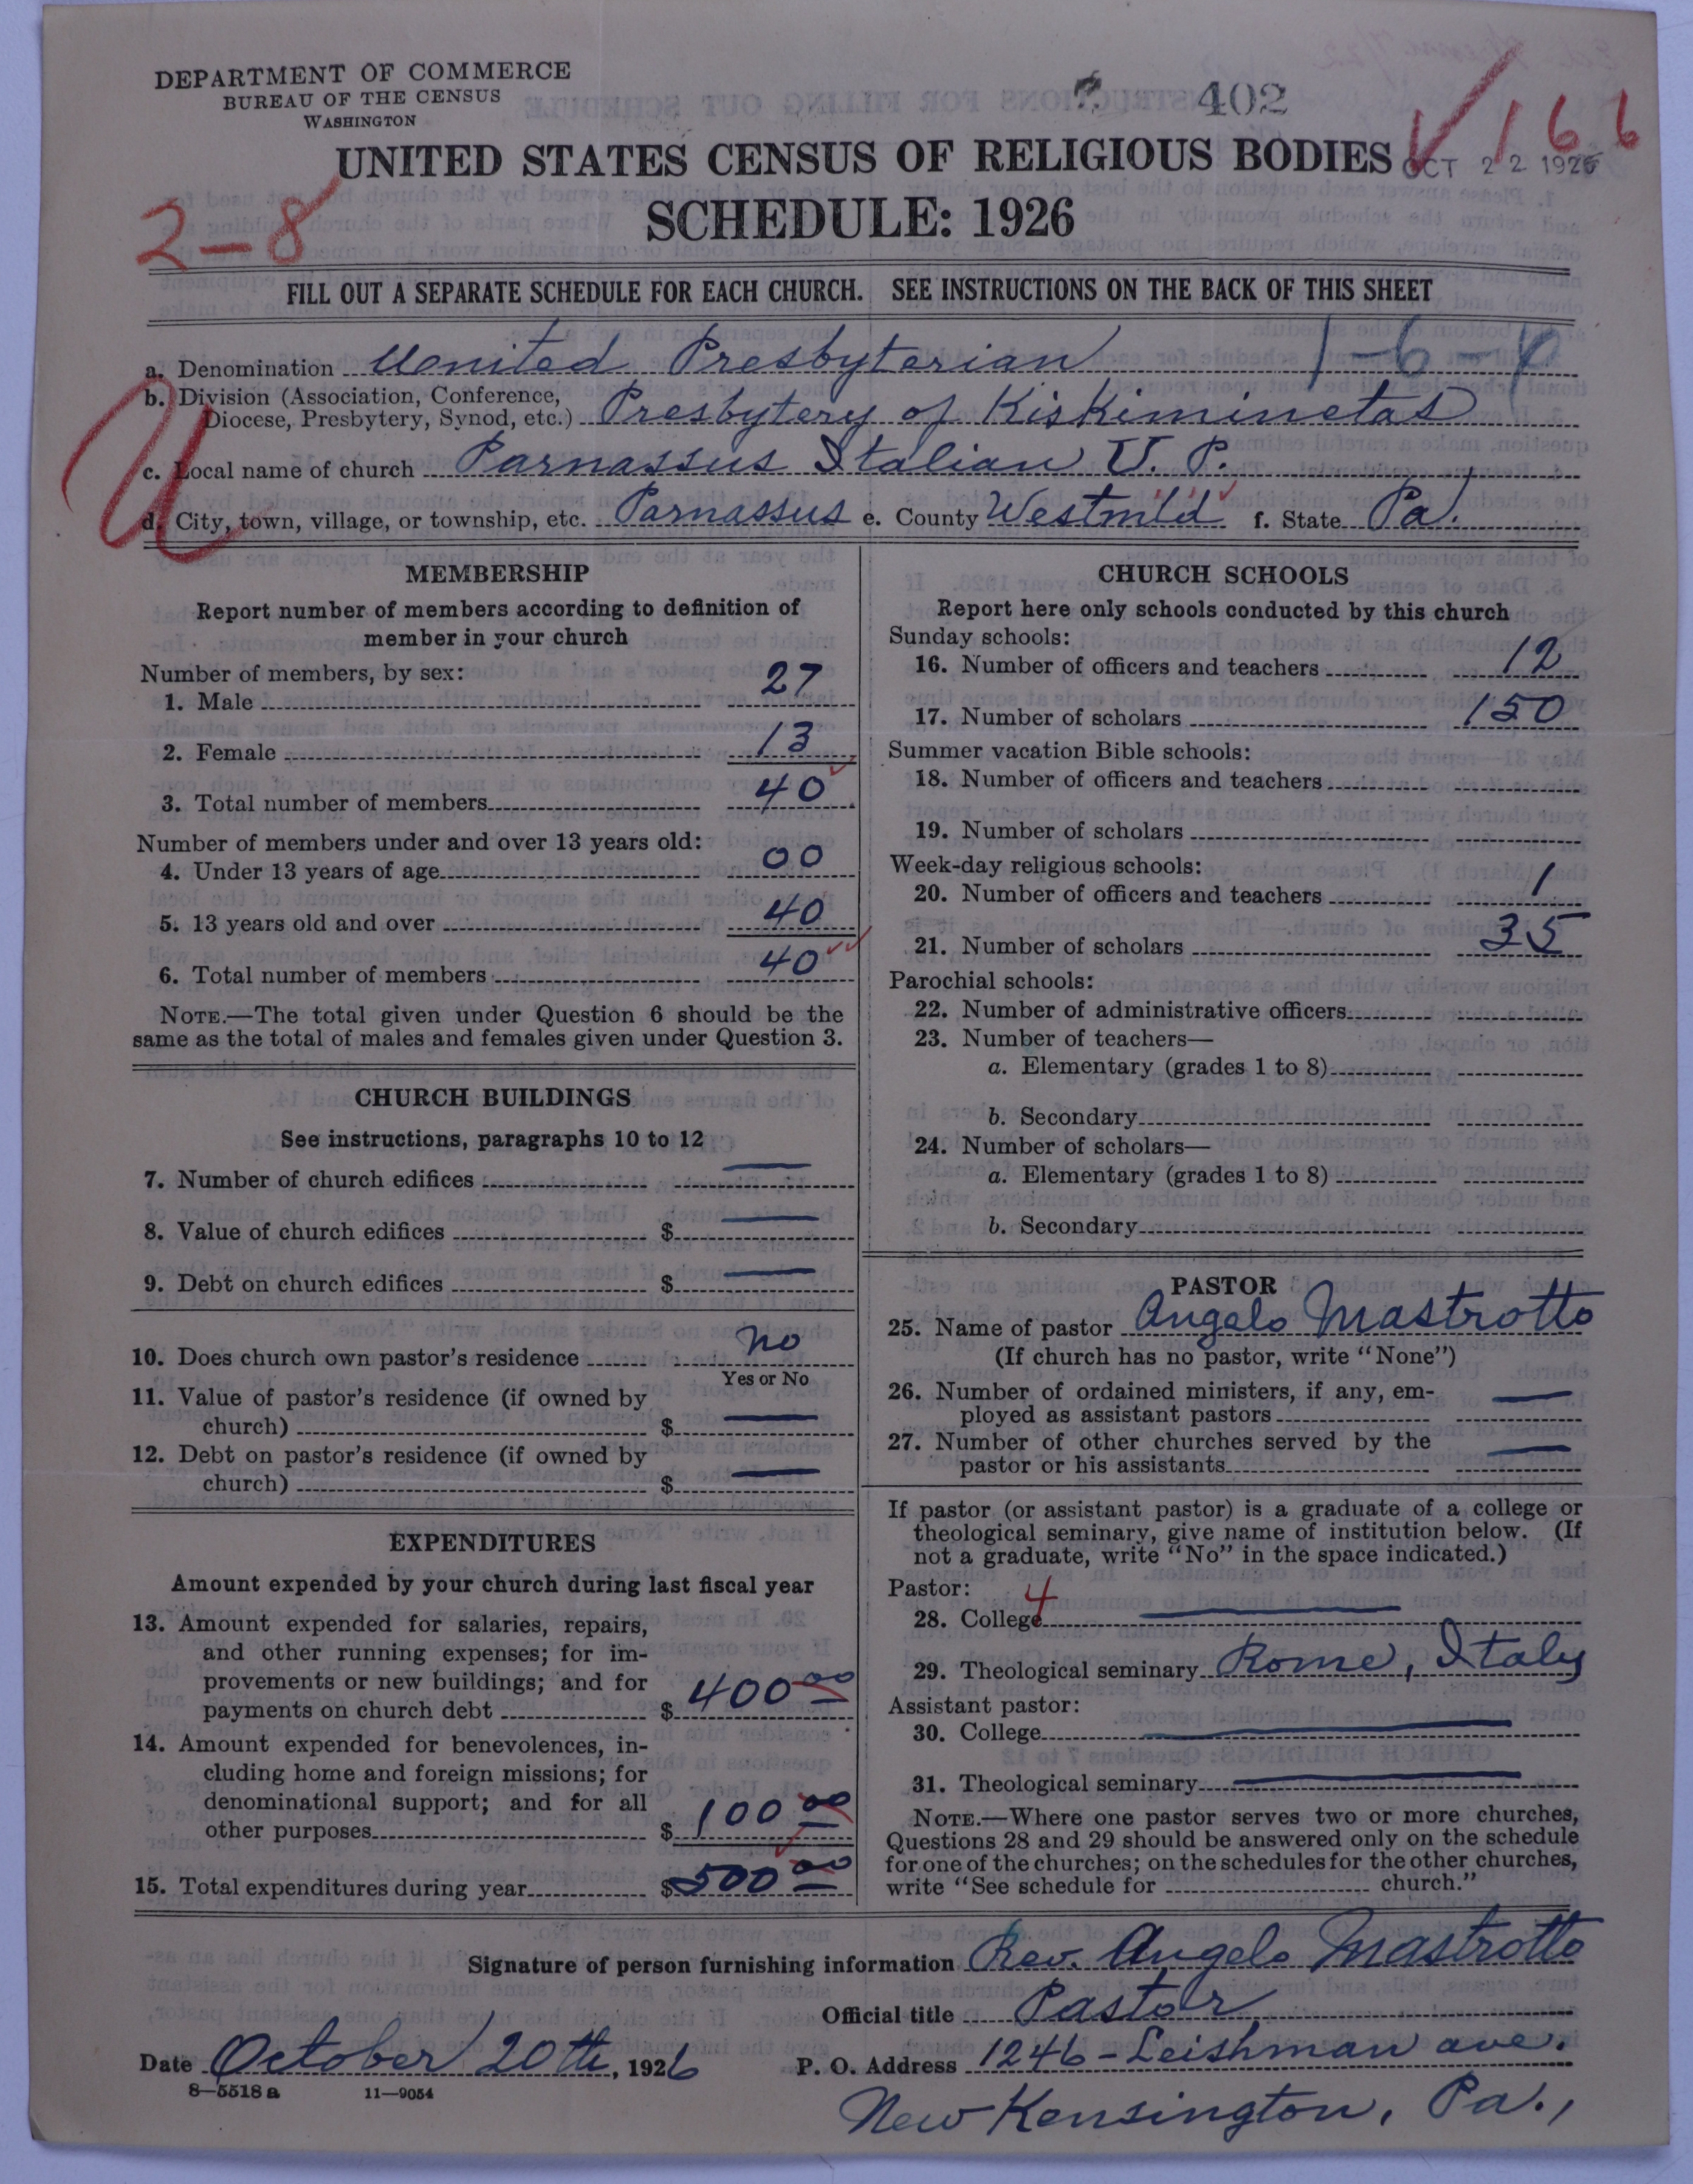 DEPARTMENT OF COMMERCE
BUREAU OF THE CENSUS
WASHINGTON
402
166
UNITED STATES CENSUS OF RELIGIOUS BODIES
OCT 22 1926
2-8
SCHEDULE: 1926
FILL OUT A SEPARATE SCHEDULE FOR EACH CHURCH. SEE INSTRUCTIONS ON THE BACK OF THIS SHEET
1-6-
a. Denomination United Presbyterian
b. Division (Association, Conference,
Diocese, Presbytery, Synod, etc.) Presbytery of Kiskiminetas
U
c. Local name of church Parnassus Italian U. P.
d. City, town, village, or township, etc. Parnassus e. County Westmild f. State Pa.
MEMBERSHIP
Report number of members according to definition of
member in your church
Number of members, by sex:
1. Male 27
2. Female 13
3. Total number of members 40
Number of members under and over 13 years old:
4. Under 13 years of age 00
5. 13 years old and over 40
6. Total number of members 40
NOTE.—The total given under Question 6 should be the
same as the total of males and females given under Question 3.
CHURCH BUILDINGS
See instructions, paragraphs 10 to 12
7. Number of church edifices —
8. Value of church edifices $ —
9. Debt on church edifices $ —
10. Does church own pastor's residence no
Yes or No
11. Value of pastor's residence (if owned by
church) $ —
12. Debt on pastor's residence (if owned by
church) $ —
EXPENDITURES
Amount expended by your church during last fiscal year
13. Amount expended for salaries, repairs,
and other running expenses; for im-
provements or new buildings; and for
payments on church debt $ 400 00
14. Amount expended for benevolences, in-
cluding home and foreign missions; for
denominational support; and for all
other purposes $ 100 00
15. Total expenditures during year $ 500 00
CHURCH SCHOOLS
Report here only schools conducted by this church
Sunday schools:
16. Number of officers and teachers 12
17. Number of scholars 150
Summer vacation Bible schools:
18. Number of officers and teachers
19. Number of scholars
Week-day religious schools:
20. Number of officers and teachers 1
21. Number of scholars 35
Parochial schools:
22. Number of administrative officers
23. Number of teachers—
a. Elementary (grades 1 to 8)
b. Secondary
24. Number of scholars—
a. Elementary (grades 1 to 8)
b. Secondary
PASTOR
25. Name of pastor Angelo Mastrotto
(If church has no pastor, write "None")
26. Number of ordained ministers, if any, em-
ployed as assistant pastors —
27. Number of other churches served by the
pastor or his assistants —
If pastor (or assistant pastor) is a graduate of a college or
theological seminary, give name of institution below. (If
not a graduate, write "No" in the space indicated.)
Pastor:
28. College 4 —
29. Theological seminary Rome, Italy
Assistant pastor:
30. College —
31. Theological seminary —
NOTE.—Where one pastor serves two or more churches,
Questions 28 and 29 should be answered only on the schedule
for one of the churches; on the schedules for the other churches,
write "See schedule for church."
Signature of person furnishing information Rev. Angelo Mastrotto
Official title Pastor
Date October 20th, 1926 P. O. Address 1246 - Leishman ave.
8—5518 a 11—9054
New Kensington, Pa.,